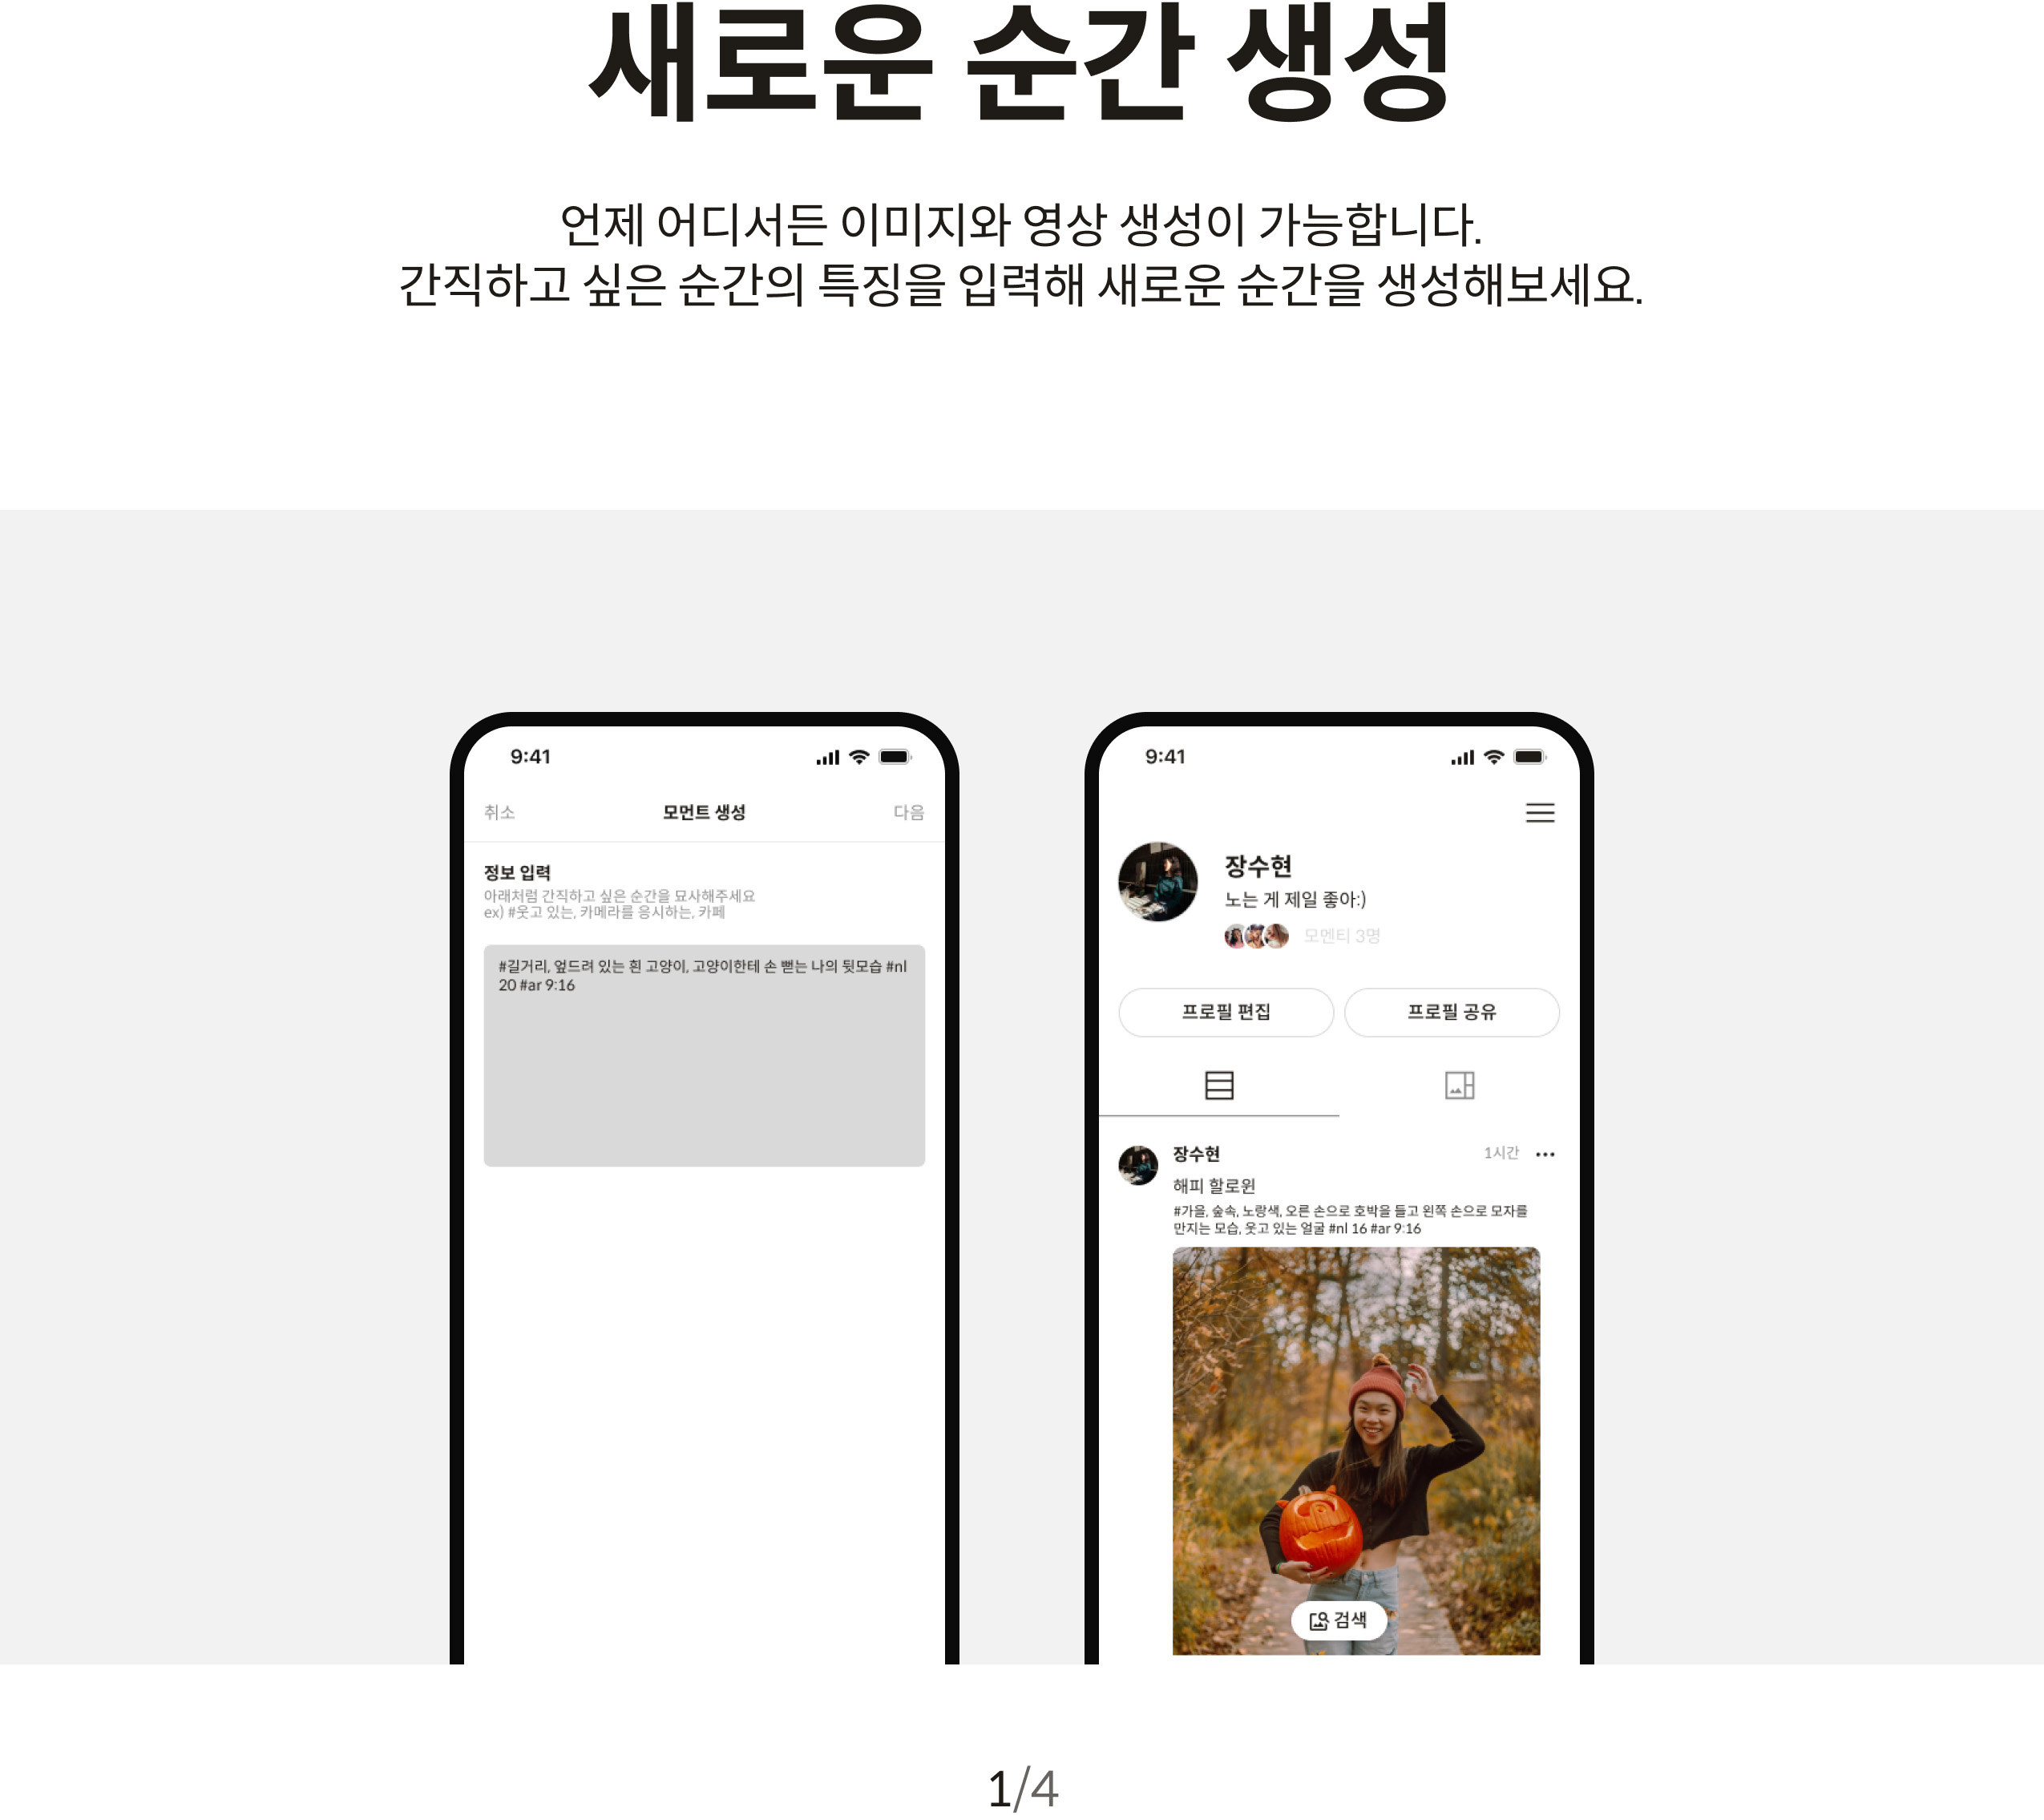 새로운 순간 생성
언제 어디서든 이미지와 영상 생성이 가능합니다.
간직하고 싶은 순간의 특징을 입력해 새로운 순간을 생성해보세요.
9:41
취소 모먼트 생성 다음
정보 입력
아래처럼 간직하고 싶은 순간을 묘사해주세요
ex) #웃고 있는, 카메라를 응시하는, 카페
#길거리, 엎드려 있는 흰 고양이, 고양이한테 손 뻗는 나의 뒷모습 #nl
20 #ar 9:16
9:41
장수현
노는 게 제일 좋아:)
모멘티 3명
프로필 편집 프로필 공유
장수현 1시간
해피 할로윈
#가을, 숲속, 노랑색, 오른 손으로 호박을 들고 왼쪽 손으로 모자를
만지는 모습, 웃고 있는 얼굴 #nl 16 #ar 9:16
검색
1/4